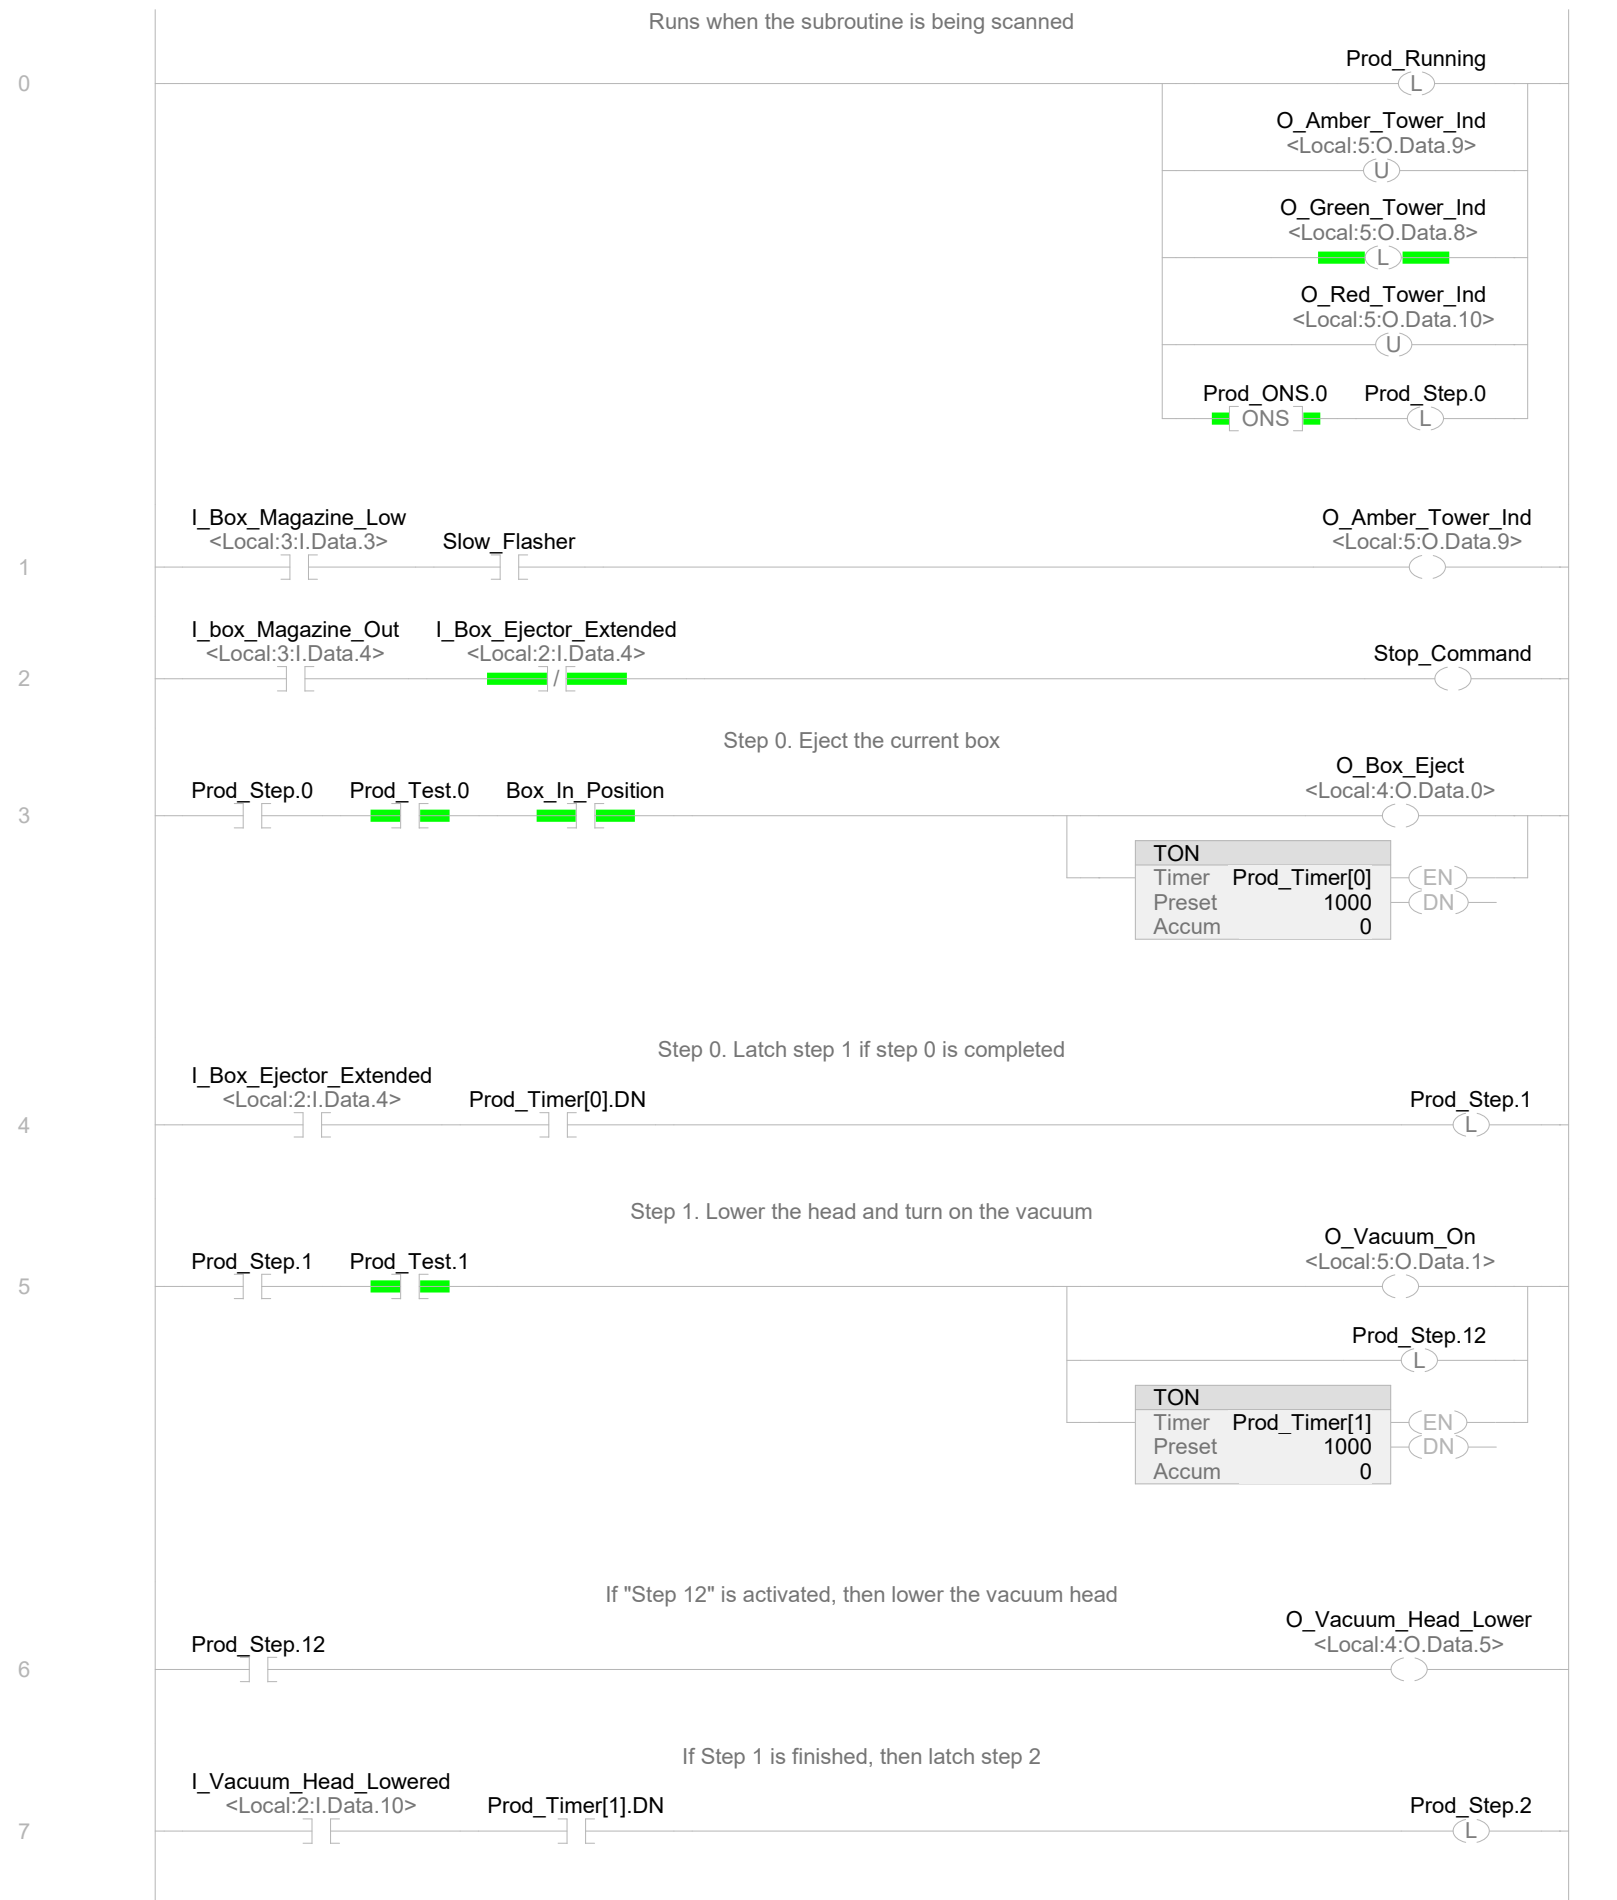 Runs when the subroutine is being scanned
0
Prod_Running
L
O_Amber_Tower_Ind
<Local:5:O.Data.9>
U
O_Green_Tower_Ind
<Local:5:O.Data.8>
L
O_Red_Tower_Ind
<Local:5:O.Data.10>
U
Prod_ONS.0 Prod_Step.0
ONS L
I_Box_Magazine_Low O_Amber_Tower_Ind
<Local:3:I.Data.3> Slow_Flasher <Local:5:O.Data.9>
1
I_box_Magazine_Out I_Box_Ejector_Extended
<Local:3:I.Data.4> <Local:2:I.Data.4> Stop_Command
2 /
Step 0. Eject the current box
O_Box_Eject
Prod_Step.0 Prod_Test.0 Box_In_Position <Local:4:O.Data.0>
3
TON
Timer Prod_Timer[0] EN
Preset 1000 DN
Accum 0
Step 0. Latch step 1 if step 0 is completed
I_Box_Ejector_Extended
<Local:2:I.Data.4> Prod_Timer[0].DN Prod_Step.1
4 L
Step 1. Lower the head and turn on the vacuum
O_Vacuum_On
Prod_Step.1 Prod_Test.1 <Local:5:O.Data.1>
5
Prod_Step.12
L
TON
Timer Prod_Timer[1] EN
Preset 1000 DN
Accum 0
If "Step 12" is activated, then lower the vacuum head
O_Vacuum_Head_Lower
Prod_Step.12 <Local:4:O.Data.5>
6
If Step 1 is finished, then latch step 2
I_Vacuum_Head_Lowered
<Local:2:I.Data.10> Prod_Timer[1].DN Prod_Step.2
7 L